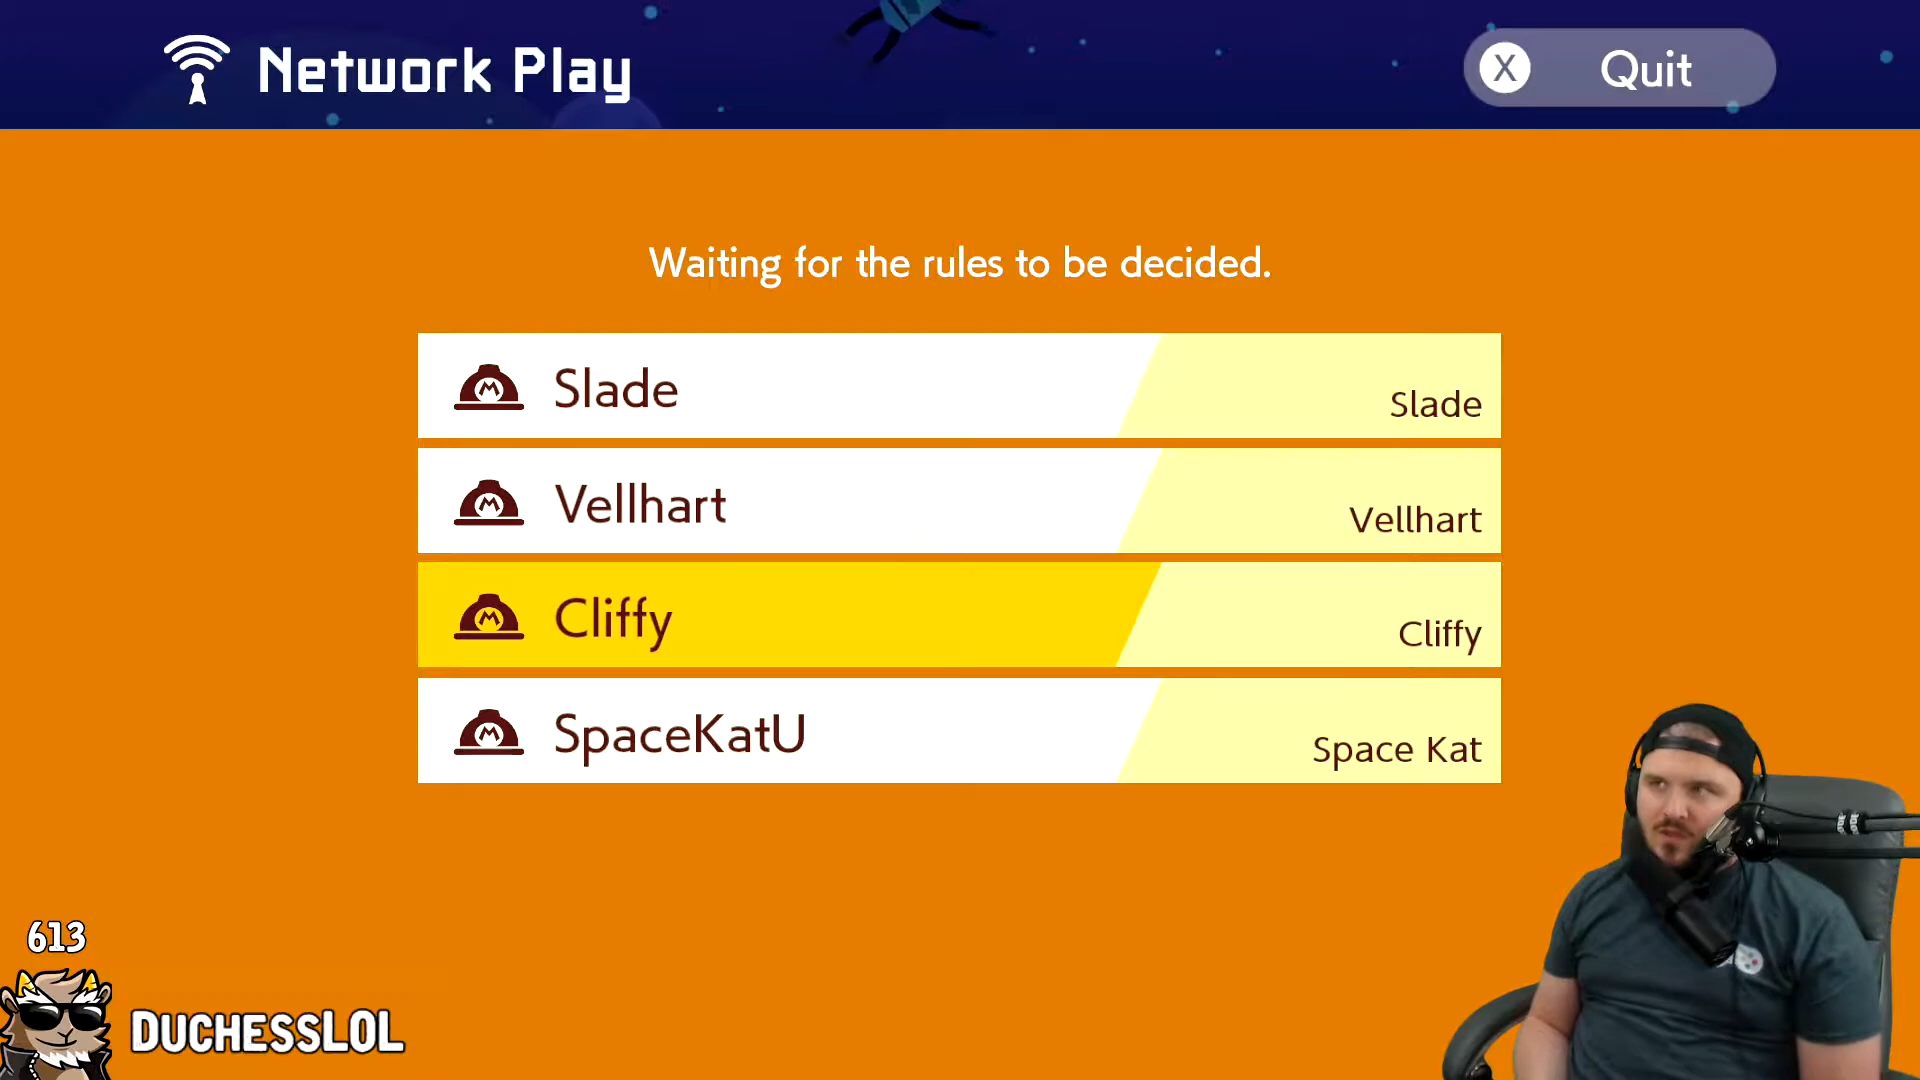 Network Play
X Quit
Waiting for the rules to be decided.
Slade Slade
Vellhart Vellhart
Cliffy Cliffy
SpaceKatU Space Kat
613
DUCHESSLOL